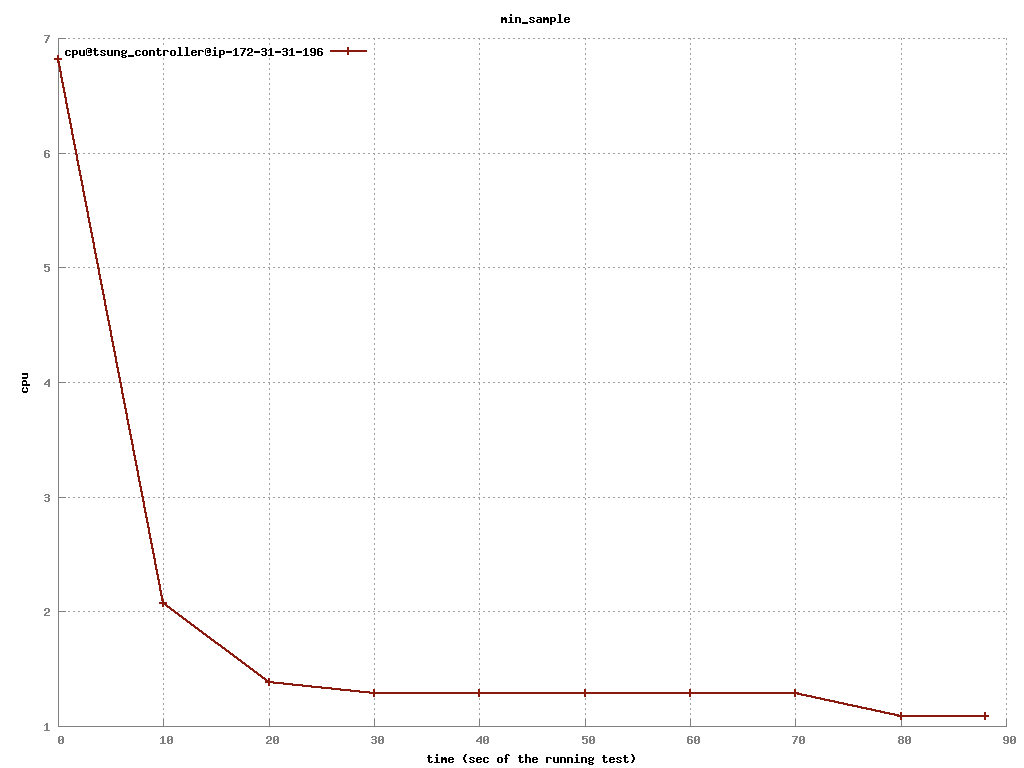 min_sample
7
cpu@tsung_controller@ip-172-31-31-196
6
5
4
cpu
3
2
1
0 10 20 30 40 50 60 70 80 90
time (sec of the running test)